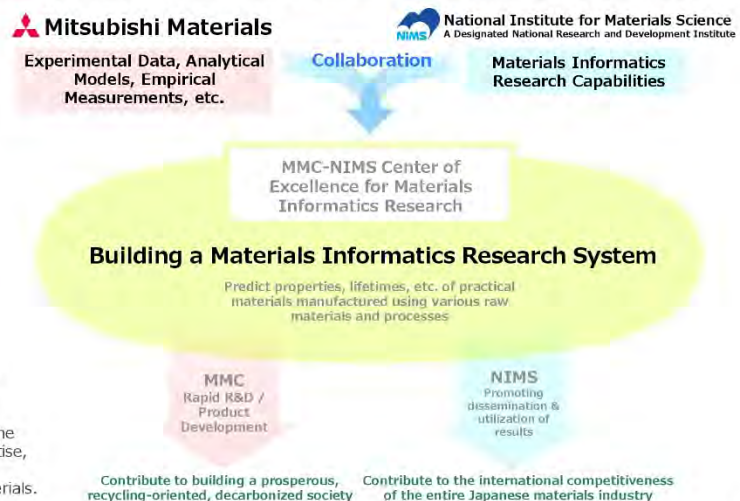 Mitsubishi Materials
NIMS
National Institute for Materials Science
A Designated National Research and Development Institute
Experimental Data, Analytical
Models, Empirical
Measurements, etc.
Collaboration
Materials Informatics
Research Capabilities
MMC-NIMS Center of
Excellence for Materials
Informatics Research
Building a Materials Informatics Research System
Predict properties, lifetimes, etc. of practical
materials manufactured using various raw
materials and processes
MMC
Rapid R&D /
Product
Development
NIMS
Promoting
dissemination &
utilization of
results
Contribute to building a prosperous,
recycling-oriented, decarbonized society
Contribute to the international competitiveness
of the entire Japanese materials industry